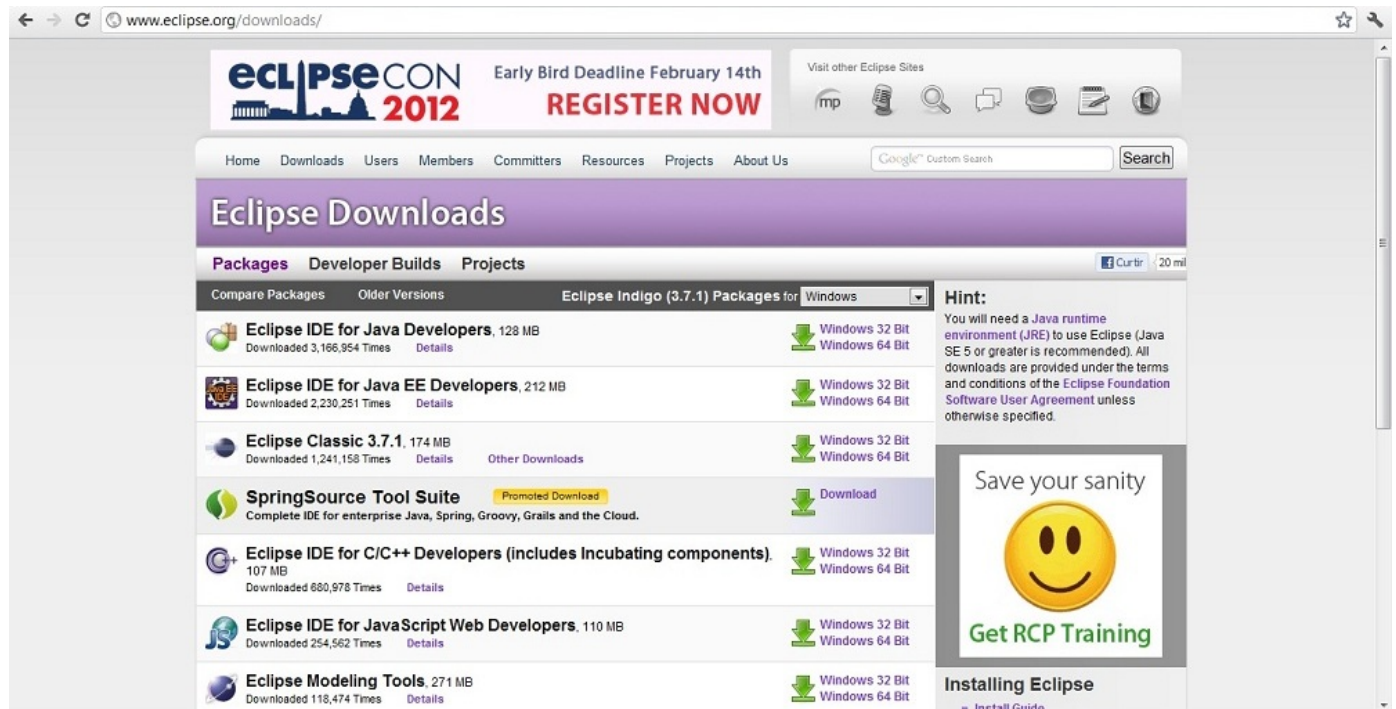 www.eclipse.org/downloads/
eclipsecon
2012
Early Bird Deadline February 14th
REGISTER NOW
Visit other Eclipse Sites
mp
Home Downloads Users Members Committers Resources Projects About Us
Google™ Custom Search
Search
Eclipse Downloads
Packages Developer Builds Projects
Curtir 20 mil
Compare Packages Older Versions Eclipse Indigo (3.7.1) Packages for Windows
Eclipse IDE for Java Developers, 128 MB
Downloaded 3,166,954 Times Details
Windows 32 Bit
Windows 64 Bit
Eclipse IDE for Java EE Developers, 212 MB
Downloaded 2,230,251 Times Details
Windows 32 Bit
Windows 64 Bit
Eclipse Classic 3.7.1, 174 MB
Downloaded 1,241,158 Times Details Other Downloads
Windows 32 Bit
Windows 64 Bit
SpringSource Tool Suite Promoted Download
Complete IDE for enterprise Java, Spring, Groovy, Grails and the Cloud.
Download
Eclipse IDE for C/C++ Developers (includes Incubating components),
107 MB
Downloaded 680,978 Times Details
Windows 32 Bit
Windows 64 Bit
Eclipse IDE for JavaScript Web Developers, 110 MB
Downloaded 254,562 Times Details
Windows 32 Bit
Windows 64 Bit
Eclipse Modeling Tools, 271 MB
Downloaded 118,474 Times Details
Windows 32 Bit
Windows 64 Bit
Hint:
You will need a Java runtime
environment (JRE) to use Eclipse (Java
SE 5 or greater is recommended). All
downloads are provided under the terms
and conditions of the Eclipse Foundation
Software User Agreement unless
otherwise specified.
Save your sanity
Get RCP Training
Installing Eclipse
Install Guide